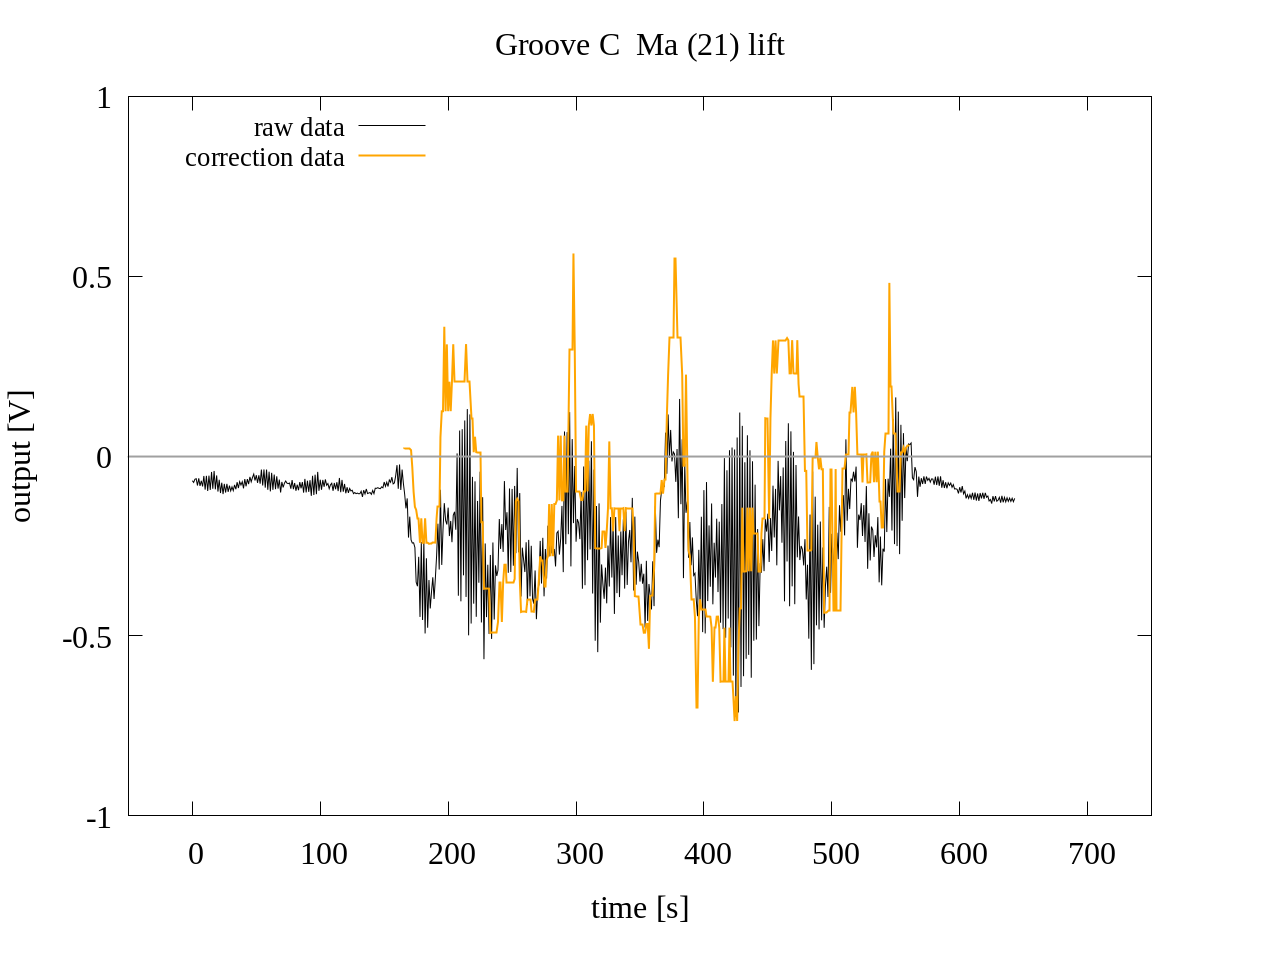 Groove C  Ma (21) lift
raw data
correction data
output [V]
1
0.5
0
-0.5
-1
0 100 200 300 400 500 600 700
time [s]